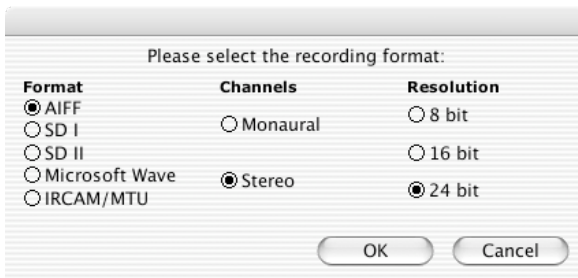 Please select the recording format:
Format
AIFF
SD I
SD II
Microsoft Wave
IRCAM/MTU
Channels
Monaural
Stereo
Resolution
8 bit
16 bit
24 bit
OK
Cancel